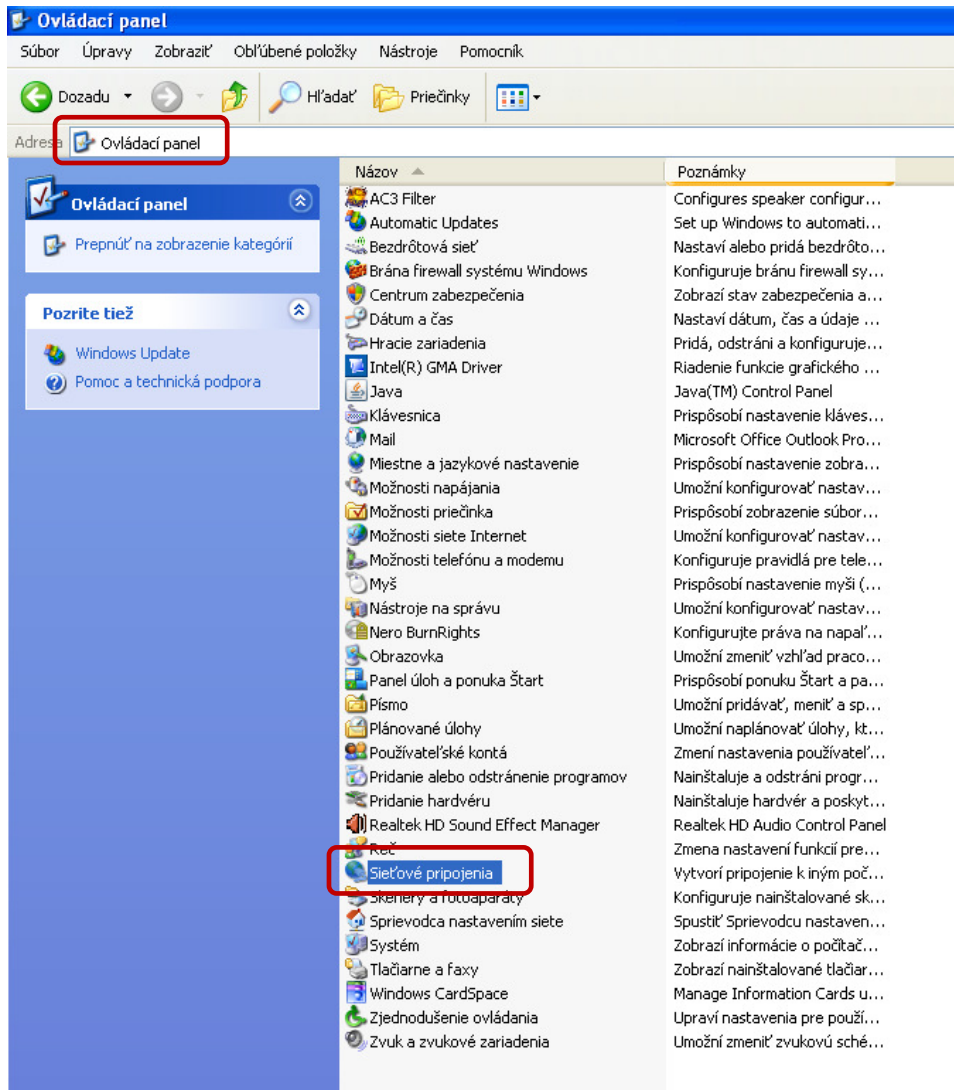 Ovládací panel
Súbor Úpravy Zobraziť Obľúbené položky Nástroje Pomocník
Dozadu Hľadať Priečinky
Adresa Ovládací panel
Ovládací panel
Prepnúť na zobrazenie kategórií
Pozrite tiež
Windows Update
Pomoc a technická podpora
Názov Poznámky
AC3 Filter Configures speaker configur...
Automatic Updates Set up Windows to automati...
Bezdrôtová sieť Nastaví alebo pridá bezdrôto...
Brána firewall systému Windows Konfiguruje bránu firewall sy...
Centrum zabezpečenia Zobrazí stav zabezpečenia a...
Dátum a čas Nastaví dátum, čas a údaje ...
Hracie zariadenia Pridá, odstráni a konfiguruje...
Intel(R) GMA Driver Riadenie funkcie grafického ...
Java Java(TM) Control Panel
Klávesnica Prispôsobí nastavenie kláves...
Mail Microsoft Office Outlook Pro...
Miestne a jazykové nastavenie Prispôsobí nastavenie zobra...
Možnosti napájania Umožní konfigurovať nastav...
Možnosti priečinka Prispôsobí zobrazenie súbor...
Možnosti siete Internet Umožní konfigurovať nastav...
Možnosti telefónu a modemu Konfiguruje pravidlá pre tele...
Myš Prispôsobí nastavenie myši (...
Nástroje na správu Umožní konfigurovať nastav...
Nero BurnRights Konfigurujte práva na napaľ...
Obrazovka Umožní zmeniť vzhľad praco...
Panel úloh a ponuka Štart Prispôsobí ponuku Štart a pa...
Písmo Umožní pridávať, meniť a sp...
Plánované úlohy Umožní naplánovať úlohy, kt...
Používateľské kontá Zmení nastavenia používateľ...
Pridanie alebo odstránenie programov Nainštaluje a odstráni progr...
Pridanie hardvéru Nainštaluje hardvér a poskyt...
Realtek HD Sound Effect Manager Realtek HD Audio Control Panel
Reč Zmena nastavení funkcií pre...
Sieťové pripojenia Vytvorí pripojenie k iným poč...
Skenery a fotoaparáty Konfiguruje nainštalované sk...
Sprievodca nastavením siete Spustiť Sprievodcu nastaven...
Systém Zobrazí informácie o počítač...
Tlačiarne a faxy Zobrazí nainštalované tlačiar...
Windows CardSpace Manage Information Cards u...
Zjednodušenie ovládania Upraví nastavenia pre použí...
Zvuk a zvukové zariadenia Umožní zmeniť zvukovú sché...